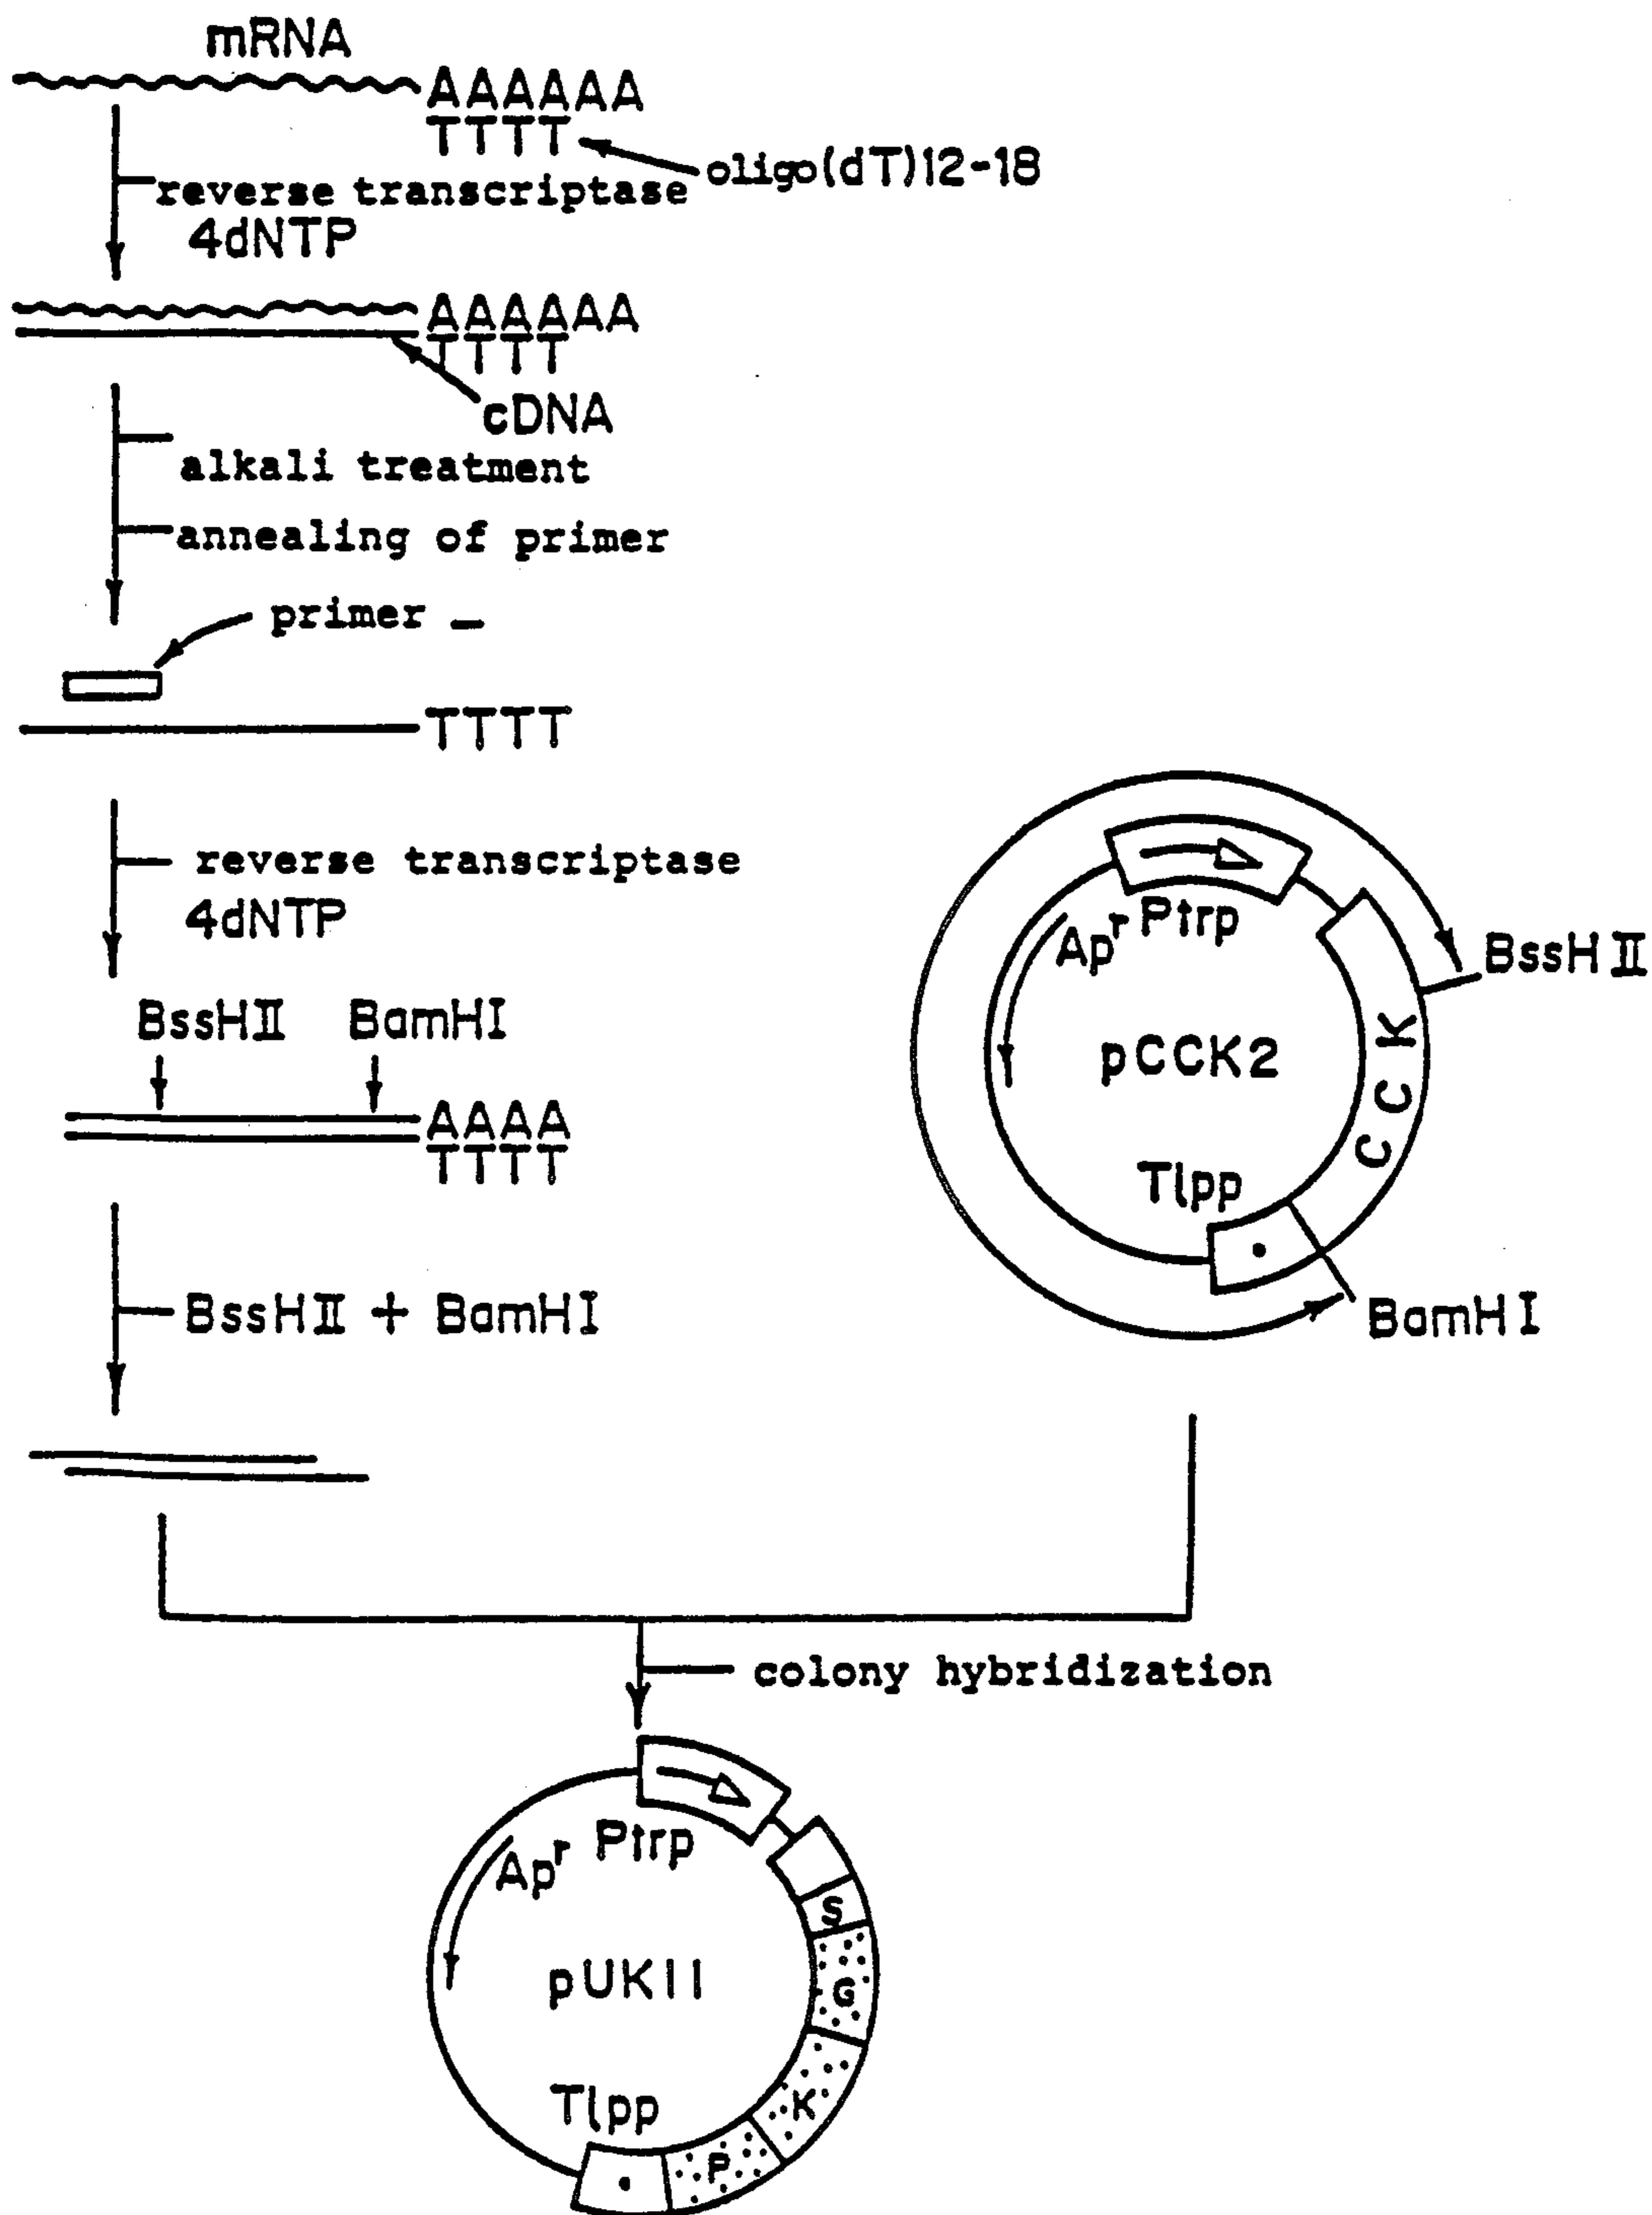 mRNA
AAAAAA
TTTT
oligo(dT)12-18
reverse transcriptase
4dNTP
AAAAAA
TTTT
cDNA
alkali treatment
annealing of primer
primer
TTTT
reverse transcriptase
4dNTP
BssHII BamHI
AAAA
TTTT
BssHII + BamHI
Apr Ptrp
BssHII
pCCK2
CCK
Tlpp
BamHI
colony hybridization
Apr Ptrp
S
G
pUK11
K
Tlpp
P